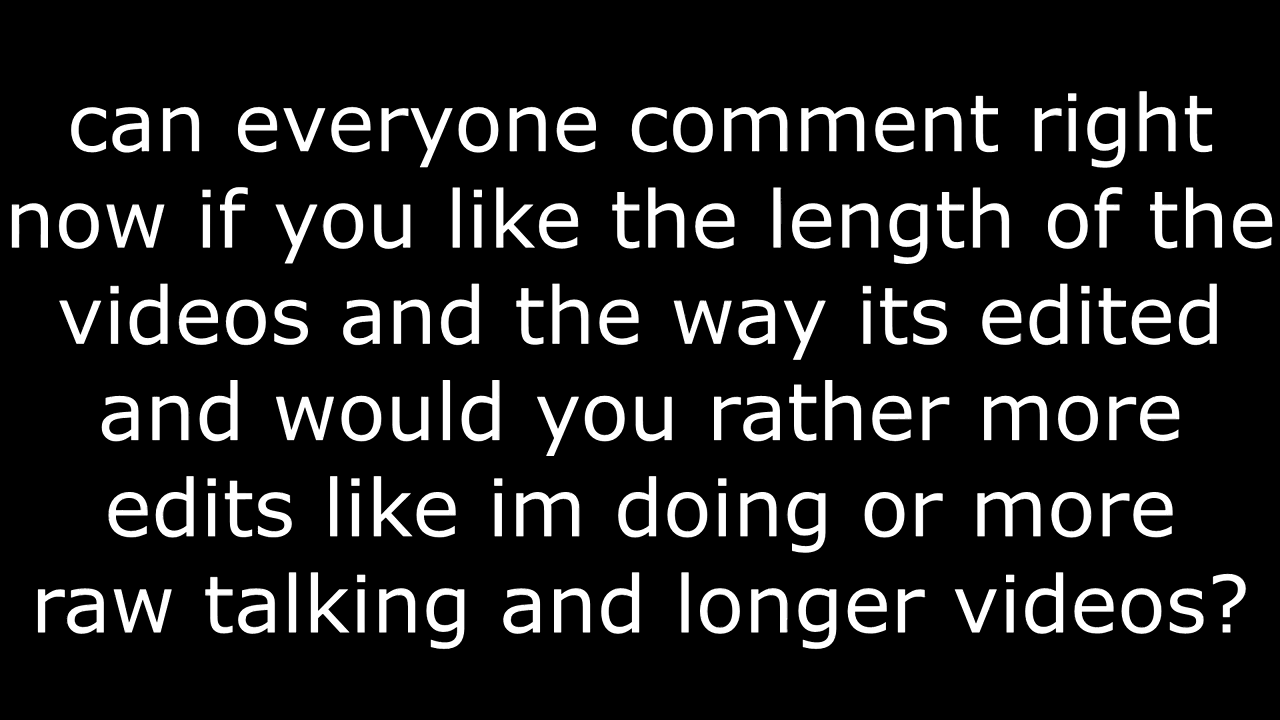 can everyone comment right
now if you like the length of the
videos and the way its edited
and would you rather more
edits like im doing or more
raw talking and longer videos?